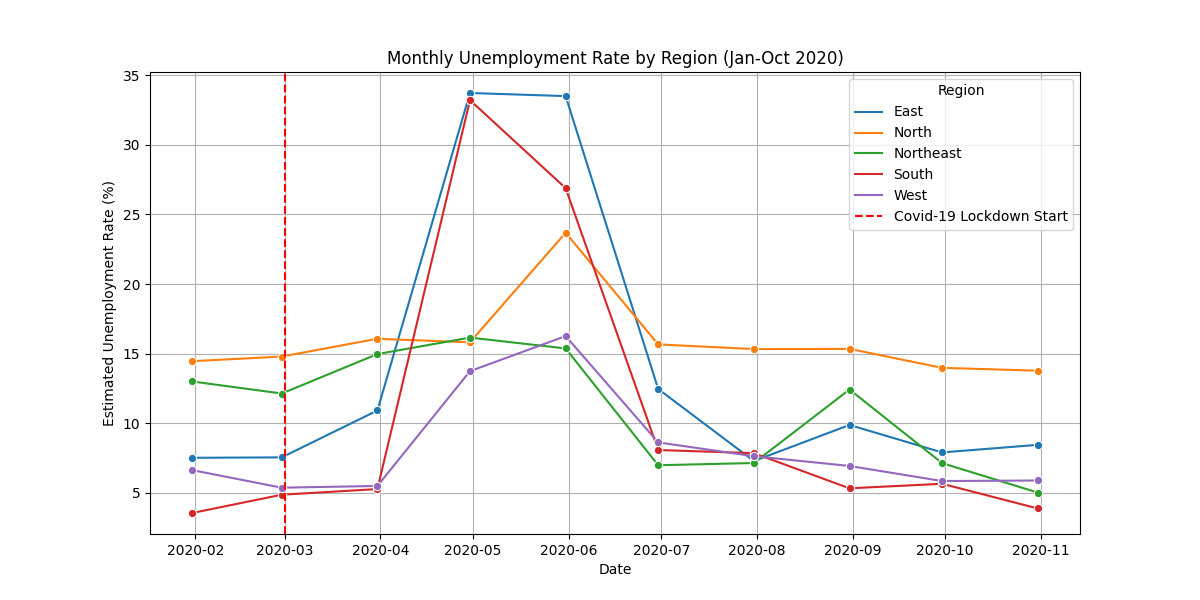 Monthly Unemployment Rate by Region (Jan-Oct 2020)
35
30
25
20
15
10
5
Estimated Unemployment Rate (%)
Region
East
North
Northeast
South
West
Covid-19 Lockdown Start
2020-02 2020-03 2020-04 2020-05 2020-06 2020-07 2020-08 2020-09 2020-10 2020-11
Date